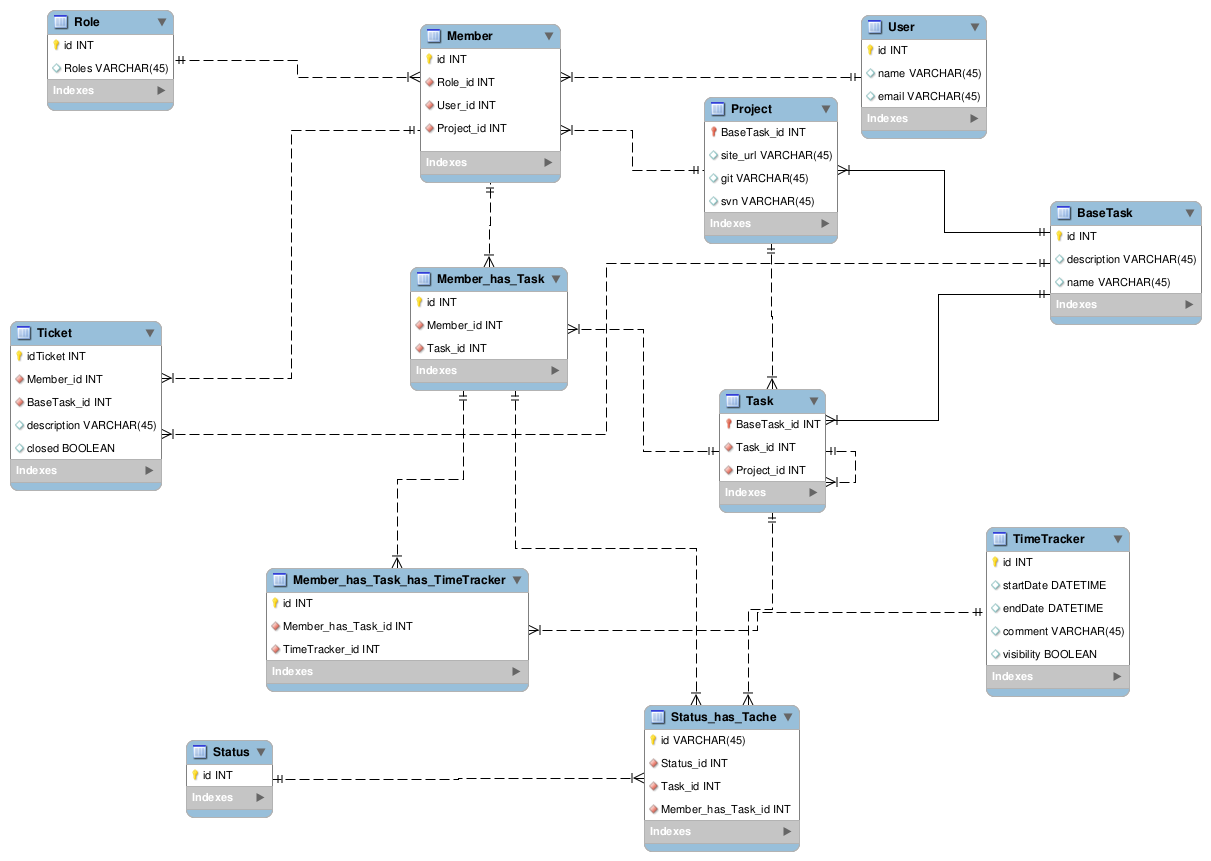 Role
id INT
Roles VARCHAR(45)
Indexes
Member
id INT
Role_id INT
User_id INT
Project_id INT
Indexes
User
id INT
name VARCHAR(45)
email VARCHAR(45)
Indexes
Project
BaseTask_id INT
site_url VARCHAR(45)
git VARCHAR(45)
svn VARCHAR(45)
Indexes
BaseTask
id INT
description VARCHAR(45)
name VARCHAR(45)
Indexes
Member_has_Task
id INT
Member_id INT
Task_id INT
Indexes
Ticket
idTicket INT
Member_id INT
BaseTask_id INT
description VARCHAR(45)
closed BOOLEAN
Indexes
Task
BaseTask_id INT
Task_id INT
Project_id INT
Indexes
TimeTracker
id INT
startDate DATETIME
endDate DATETIME
comment VARCHAR(45)
visibility BOOLEAN
Indexes
Member_has_Task_has_TimeTracker
id INT
Member_has_Task_id INT
TimeTracker_id INT
Indexes
Status_has_Tache
id VARCHAR(45)
Status_id INT
Task_id INT
Member_has_Task_id INT
Indexes
Status
id INT
Indexes